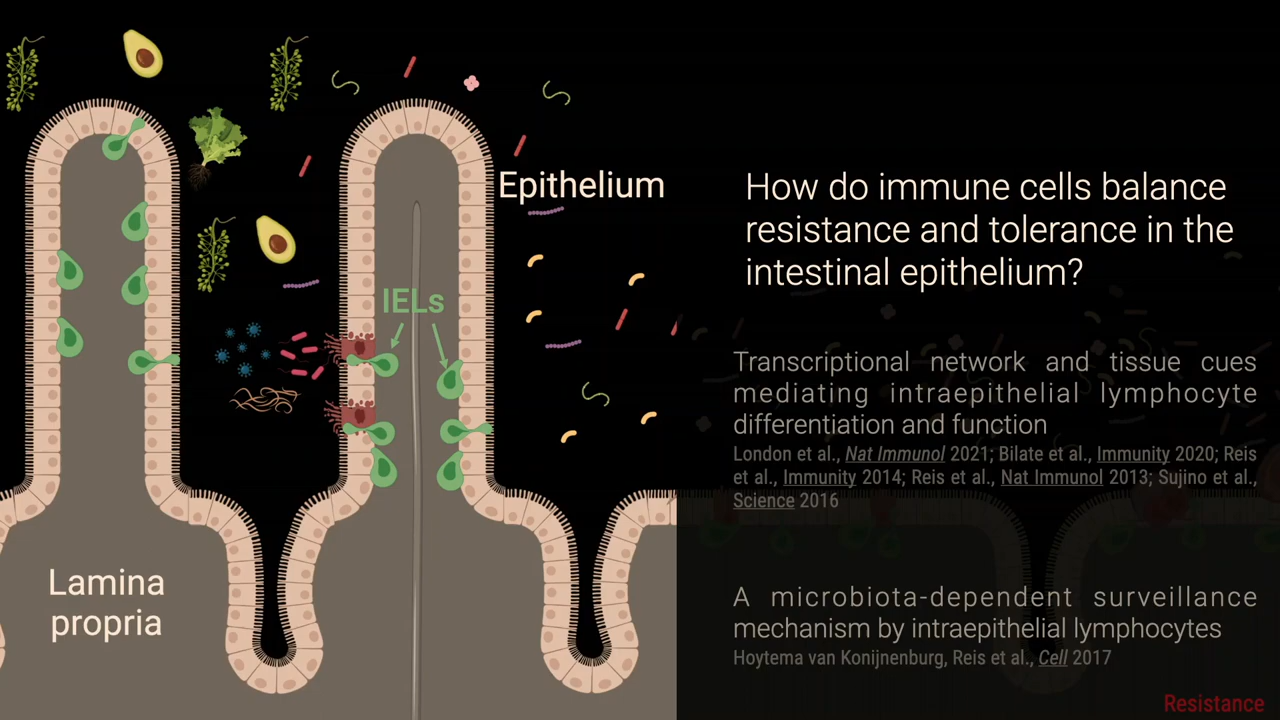 Epithelium
IELs
Lamina
propria
How do immune cells balance
resistance and tolerance in the
intestinal epithelium?
Transcriptional network and tissue cues
mediating intraepithelial lymphocyte
differentiation and function
London et al., Nat Immunol 2021; Bilate et al., Immunity 2020; Reis
et al., Immunity 2014; Reis et al., Nat Immunol 2013; Sujino et al.,
Science 2016
A microbiota-dependent surveillance
mechanism by intraepithelial lymphocytes
Hoytema van Konijnenburg, Reis et al., Cell 2017
Resistance